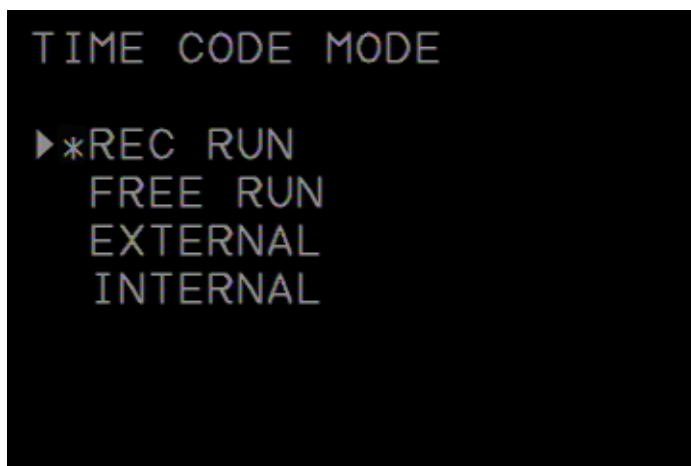 TIME CODE MODE
▶*REC RUN
FREE RUN
EXTERNAL
INTERNAL